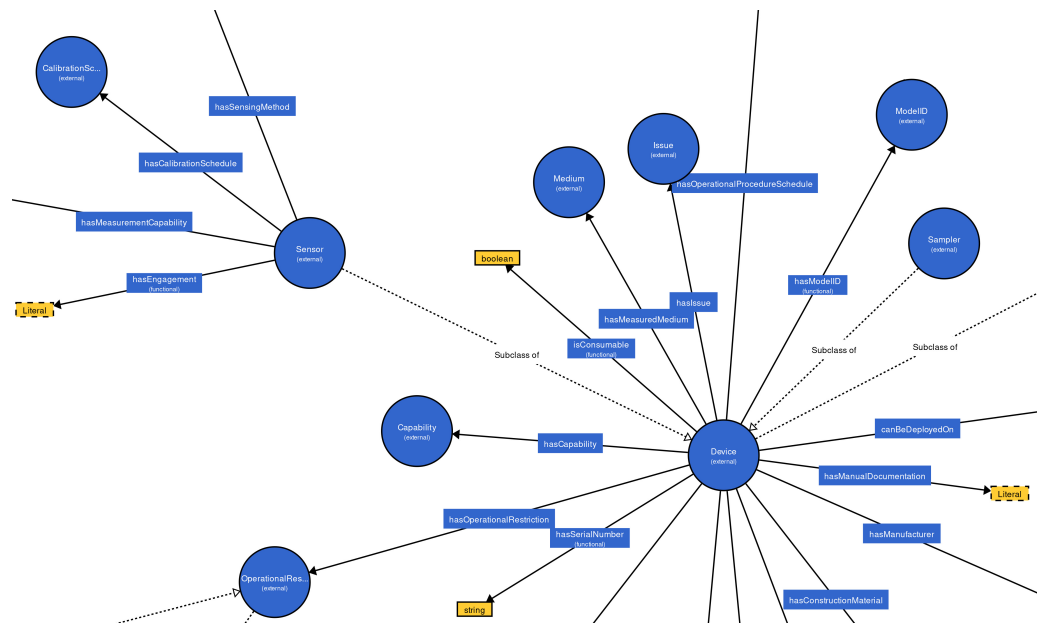 CalibrationSc...
(external)
hasSensingMethod
hasCalibrationSchedule
hasMeasurementCapability
Sensor
(external)
hasEngagement
(functional)
Literal
ModelID
(external)
Issue
(external)
Medium
(external)
hasOperationalProcedureSchedule
Sampler
(external)
boolean
hasModelID
(functional)
hasIssue
hasMeasuredMedium
isConsumable
(functional)
Subclass of
Subclass of
Subclass of
Capability
(external)
hasCapability
Device
(external)
canBeDeployedOn
hasManualDocumentation
Literal
hasOperationalRestriction
hasSerialNumber
(functional)
hasManufacturer
OperationalRes...
(external)
string
hasConstructionMaterial